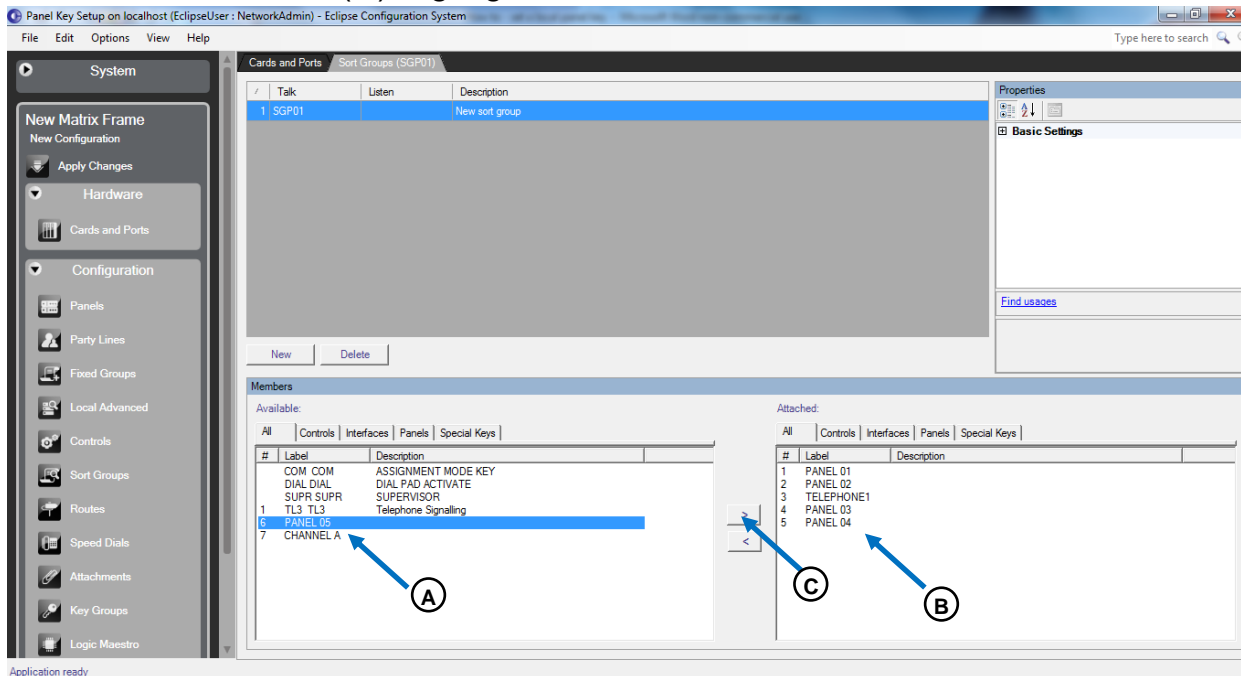 Panel Key Setup on localhost (EclipseUser : NetworkAdmin) - Eclipse Configuration System
File Edit Options View Help
Type here to search
System
New Matrix Frame
New Configuration
Apply Changes
Hardware
Cards and Ports
Configuration
Panels
Party Lines
Fixed Groups
Local Advanced
Controls
Sort Groups
Routes
Speed Dials
Attachments
Key Groups
Logic Maestro
Cards and Ports Sort Groups (SGP01)
/ Talk Listen Description
1 SGP01 New sort group
New Delete
Properties
Basic Settings
Find usages
Members
Available:
All Controls Interfaces Panels Special Keys
# Label Description
COM COM ASSIGNMENT MODE KEY
DIAL DIAL DIAL PAD ACTIVATE
SUPR SUPR SUPERVISOR
1 TL3 TL3 Telephone Signalling
6 PANEL 05
7 CHANNEL A
A
>
<
C
Attached:
All Controls Interfaces Panels Special Keys
# Label Description
1 PANEL 01
2 PANEL 02
3 TELEPHONE1
4 PANEL 03
5 PANEL 04
B
Application ready